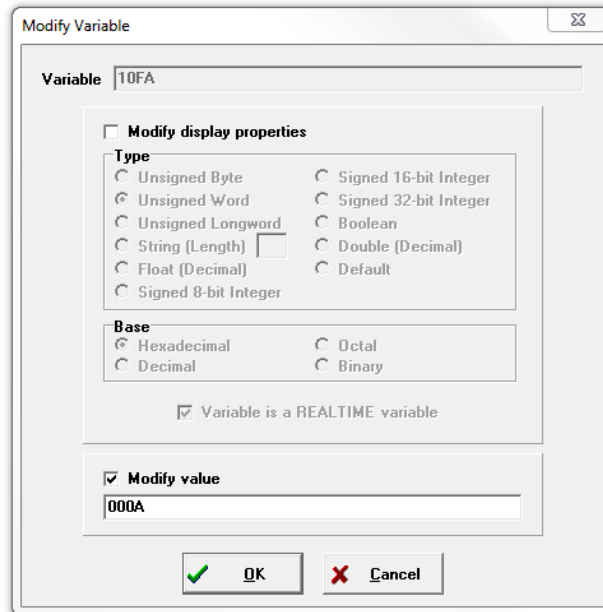 Modify Variable
Variable 10FA
Modify display properties
Type
Unsigned Byte Signed 16-bit Integer
Unsigned Word Signed 32-bit Integer
Unsigned Longword Boolean
String (Length) Double (Decimal)
Float (Decimal) Default
Signed 8-bit Integer
Base
Hexadecimal Octal
Decimal Binary
Variable is a REALTIME variable
Modify value
000A
OK Cancel